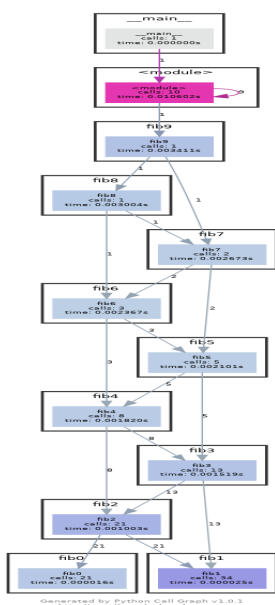 __main__
__main__
calls: 1
time: 0.000000s
1
<module>
<module>
calls: 10
time: 0.010602s
1
fib9
fib9
calls: 1
time: 0.003411s
1
fib8
fib8
calls: 1
time: 0.003004s
1
1
fib7
fib7
calls: 2
time: 0.002673s
1
2
fib6
fib6
calls: 3
time: 0.002367s
2
3
fib5
fib5
calls: 5
time: 0.002101s
3
5
fib4
fib4
calls: 8
time: 0.001820s
5
8
fib3
fib3
calls: 13
time: 0.001519s
8
13
fib2
fib2
calls: 21
time: 0.001003s
13
21
21
fib0
fib0
calls: 21
time: 0.000016s
fib1
fib1
calls: 34
time: 0.000025s
Generated by Python Call Graph v1.0.1